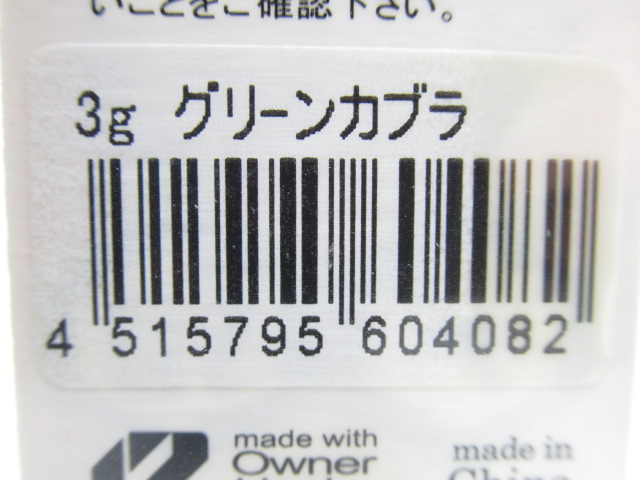 いことをご確認下さい。
3g グリーンカブラ
4 515795 604082
made with
Owner
made in